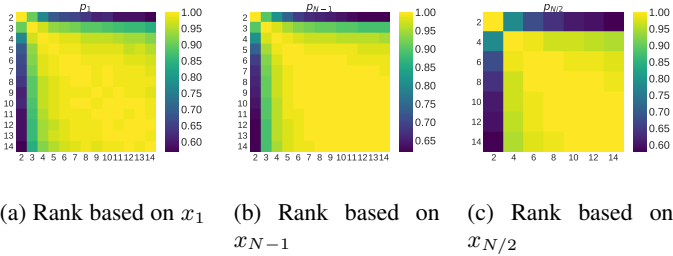 p1 pN−1 pN/2
2 3 4 5 6 7 8 9 10 11 12 13 14
2 3 4 5 6 7 8 9 10 11 12 13 14
1.00 0.95 0.90 0.85 0.80 0.75 0.70 0.65 0.60
2 3 4 5 6 7 8 9 10 11 12 13 14
2 3 4 5 6 7 8 9 10 11 12 13 14
1.00 0.95 0.90 0.85 0.80 0.75 0.70 0.65
2 4 6 8 10 12 14
2 4 6 8 10 12 14
1.00 0.95 0.90 0.85 0.80 0.75 0.70 0.65 0.60
(a) Rank based on x1
(b) Rank based on
xN−1
(c) Rank based on
xN/2